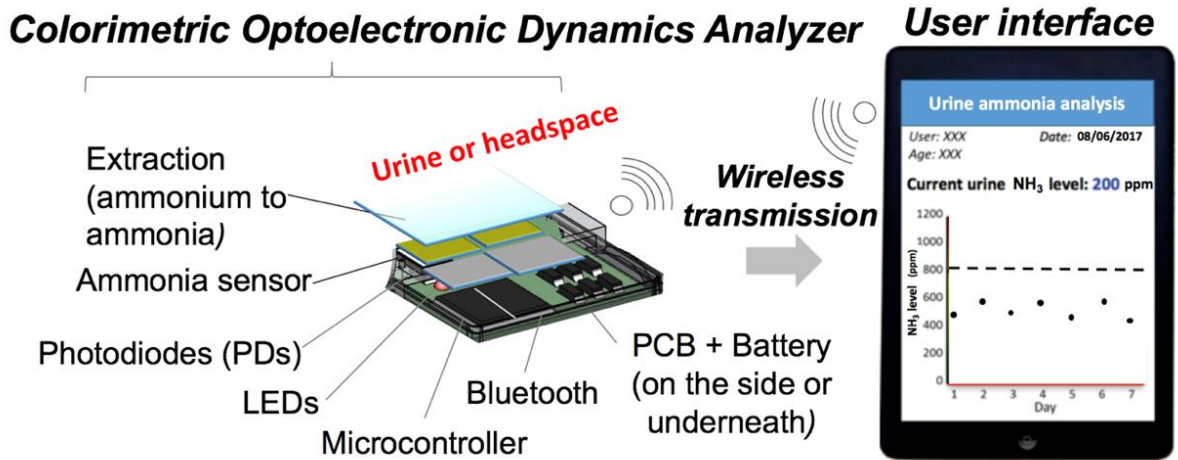 Colorimetric Optoelectronic Dynamics Analyzer
User interface
Urine or headspace
Extraction
(ammonium to
ammonia)
Ammonia sensor
Photodiodes (PDs)
LEDs
Microcontroller
Bluetooth
PCB + Battery
(on the side or
underneath)
Wireless
transmission
Urine ammonia analysis
User: XXX
Date: 08/06/2017
Age: XXX
Current urine NH₃ level: 200 ppm
NH₃ level (ppm)
1200
1000
800
600
400
200
0
1 2 3 4 5 6 7
Day